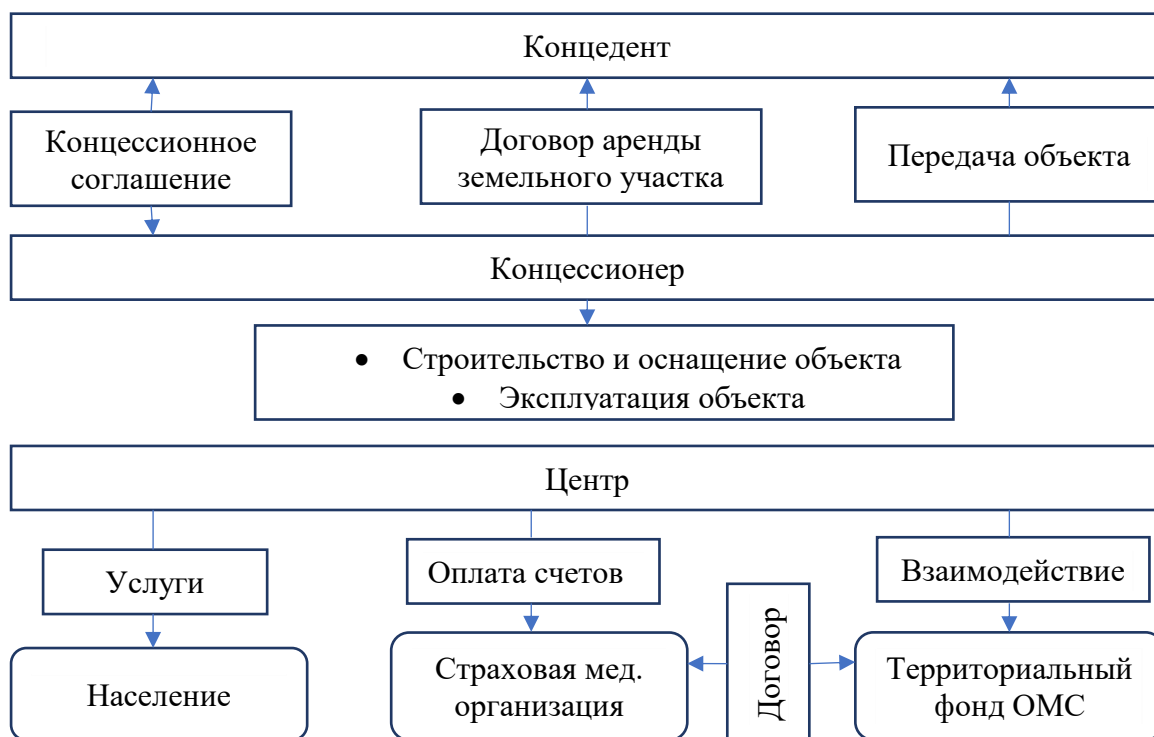 Концедент
Концессионное
соглашение
Договор аренды
земельного участка
Передача объекта
Концессионер
• Строительство и оснащение объекта
• Эксплуатация объекта
Центр
Услуги
Оплата счетов
Взаимодействие
Договор
Население
Страховая мед.
организация
Территориальный
фонд ОМС